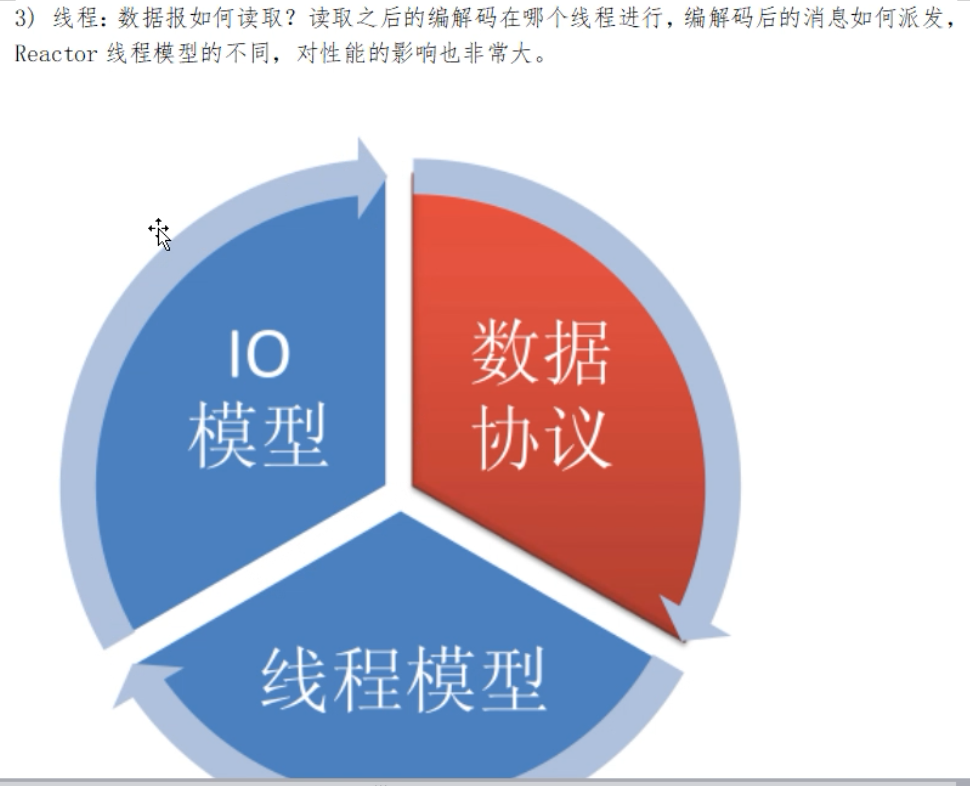 3) 线程：数据报如何读取？读取之后的编解码在哪个线程进行，编解码后的消息如何派发，
Reactor 线程模型的不同，对性能的影响也非常大。
IO
模型
数据
协议
线程模型